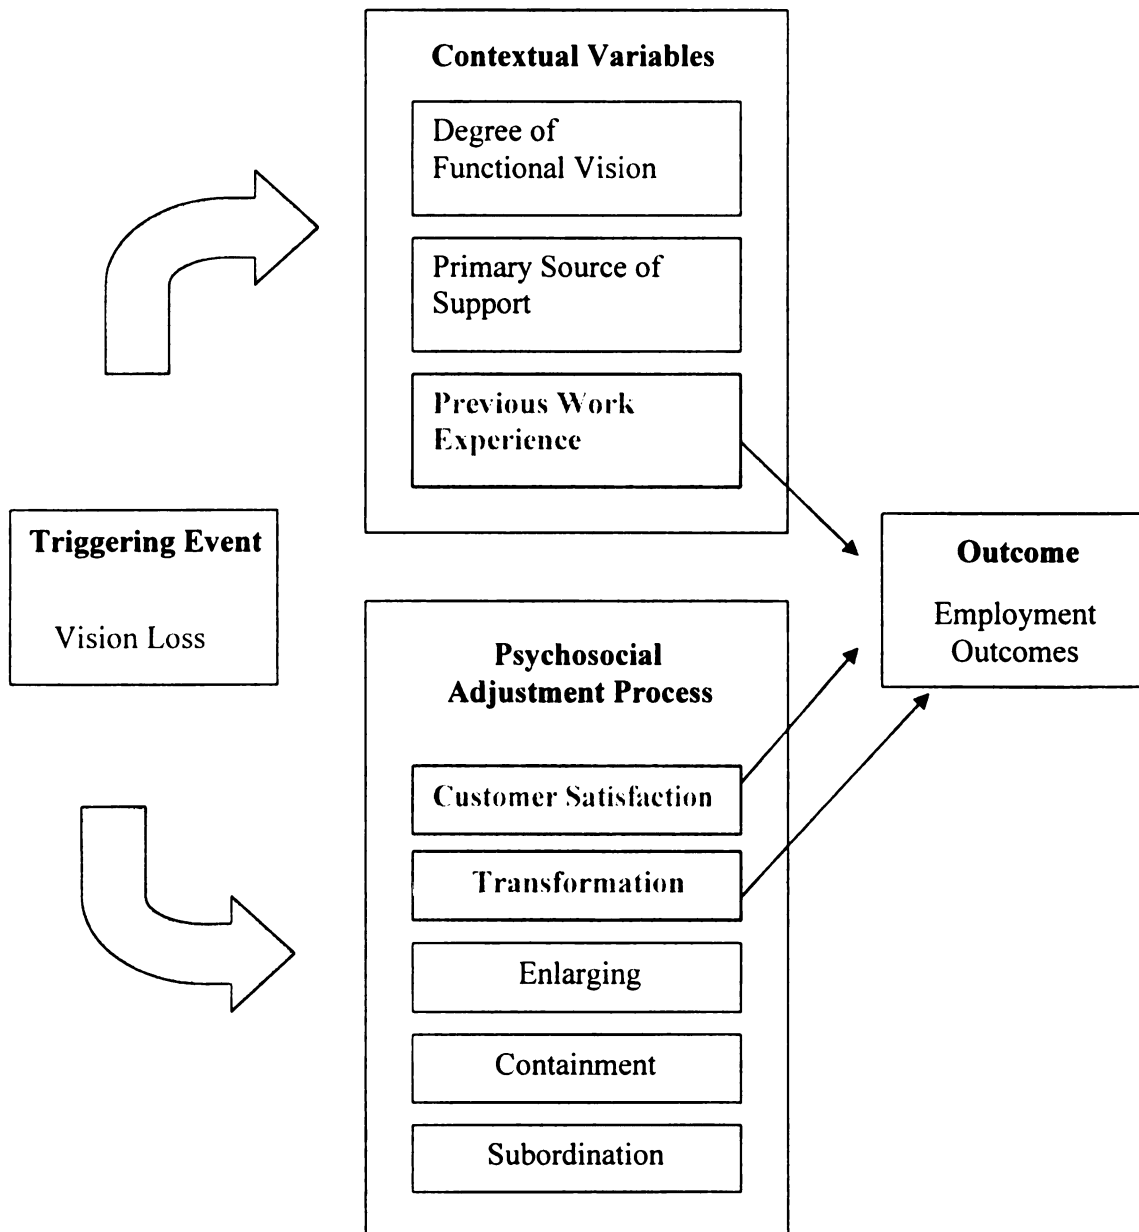 Contextual Variables
Degree of
Functional Vision
Primary Source of
Support
Previous Work
Experience
Triggering Event
Vision Loss
Outcome
Employment
Outcomes
Psychosocial
Adjustment Process
Customer Satisfaction
Transformation
Enlarging
Containment
Subordination